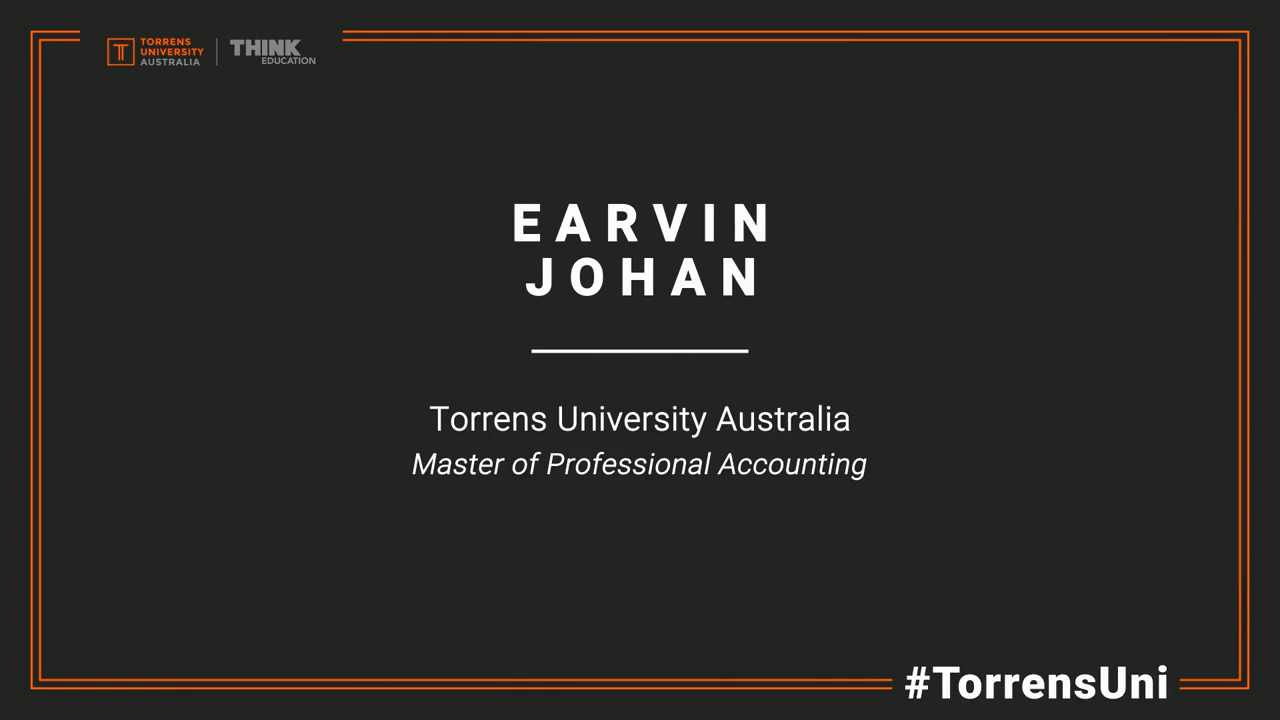 TORRENS
UNIVERSITY
AUSTRALIA
THINK
EDUCATION
EARVIN
JOHAN
Torrens University Australia
Master of Professional Accounting
#TorrensUni